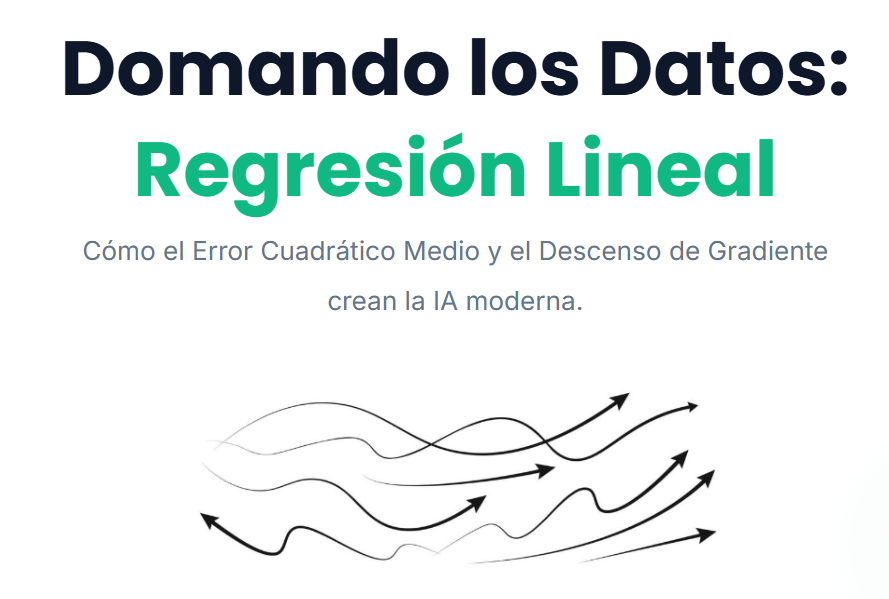 Domando los Datos:
Regresión Lineal
Cómo el Error Cuadrático Medio y el Descenso de Gradiente
crean la IA moderna.